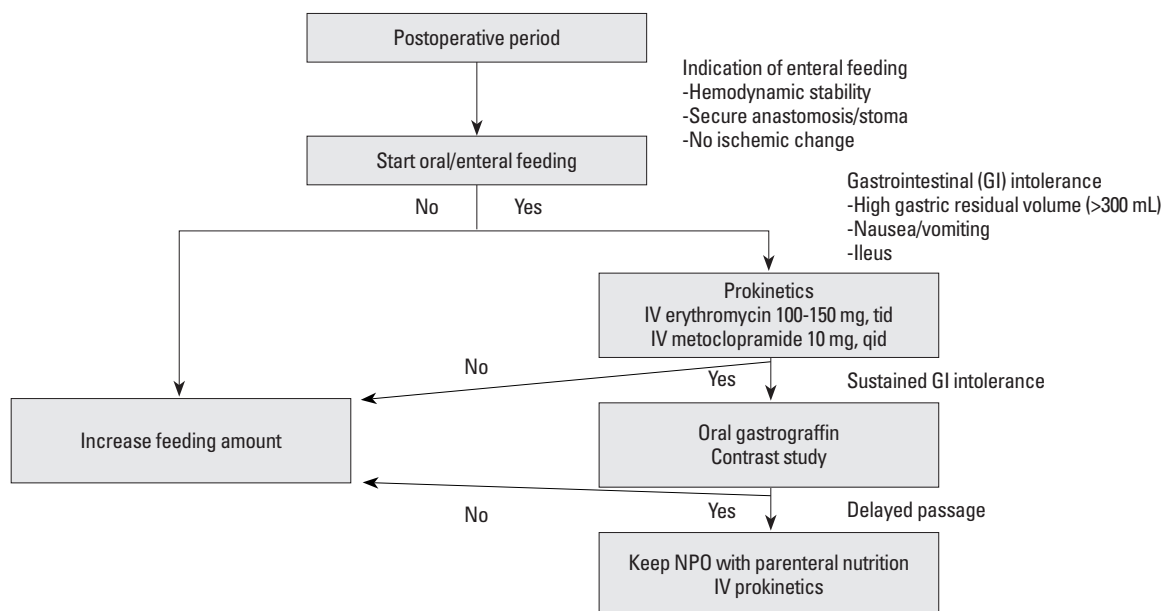 Postoperative period
Indication of enteral feeding
-Hemodynamic stability
-Secure anastomosis/stoma
-No ischemic change
Start oral/enteral feeding
No
Yes
Gastrointestinal (GI) intolerance
-High gastric residual volume (>300 mL)
-Nausea/vomiting
-Ileus
Prokinetics
IV erythromycin 100-150 mg, tid
IV metoclopramide 10 mg, qid
No
Yes
Sustained GI intolerance
Increase feeding amount
Oral gastrograffin
Contrast study
No
Yes
Delayed passage
Keep NPO with parenteral nutrition
IV prokinetics